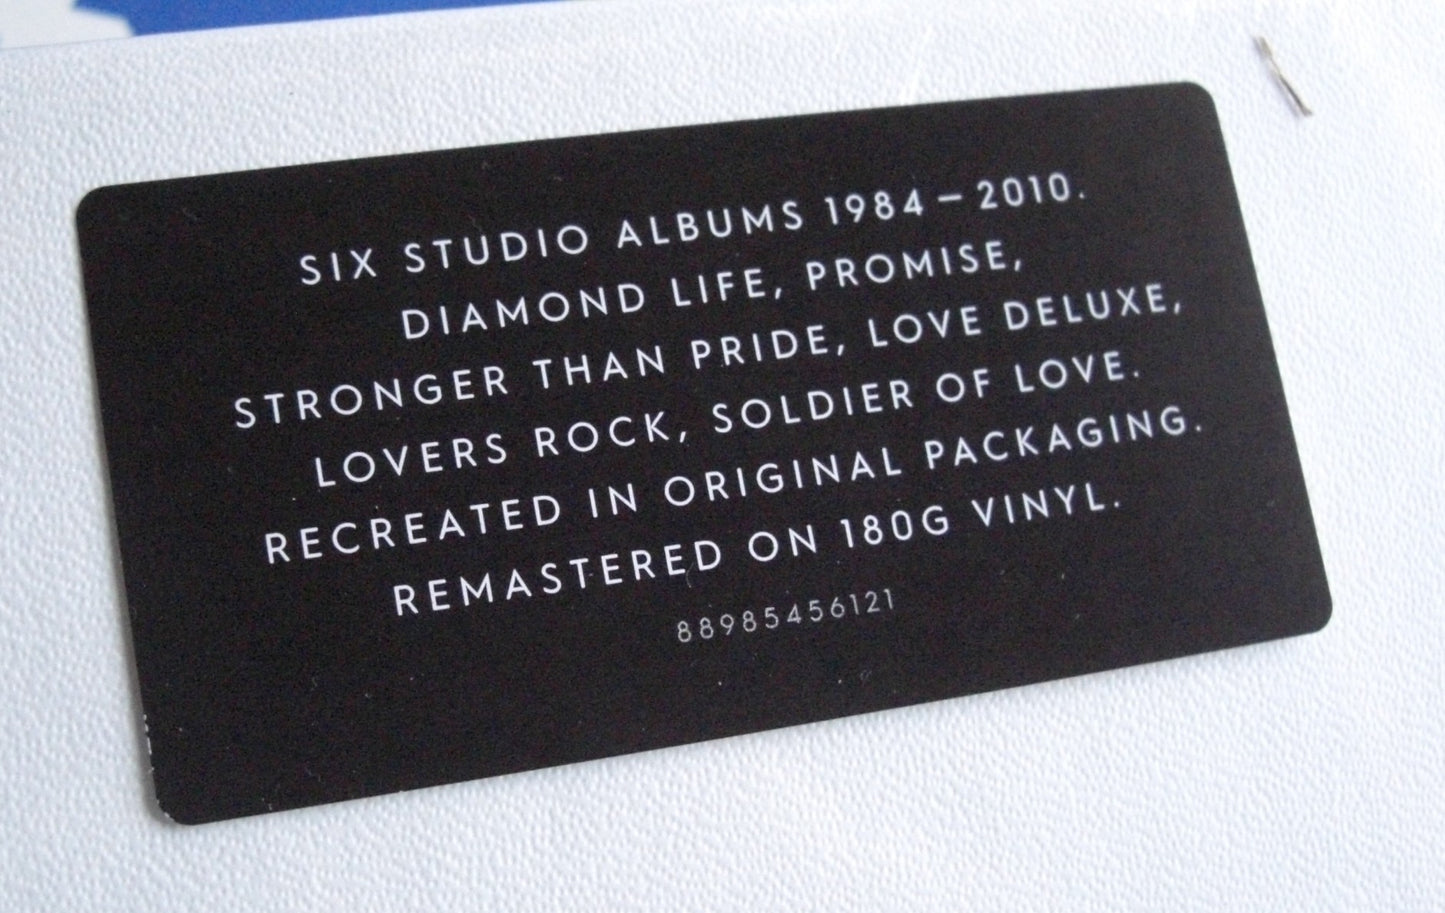 SIX STUDIO ALBUMS 1984 – 2010.
DIAMOND LIFE, PROMISE,
STRONGER THAN PRIDE, LOVE DELUXE,
LOVERS ROCK, SOLDIER OF LOVE.
RECREATED IN ORIGINAL PACKAGING.
REMASTERED ON 180G VINYL.
88985456121